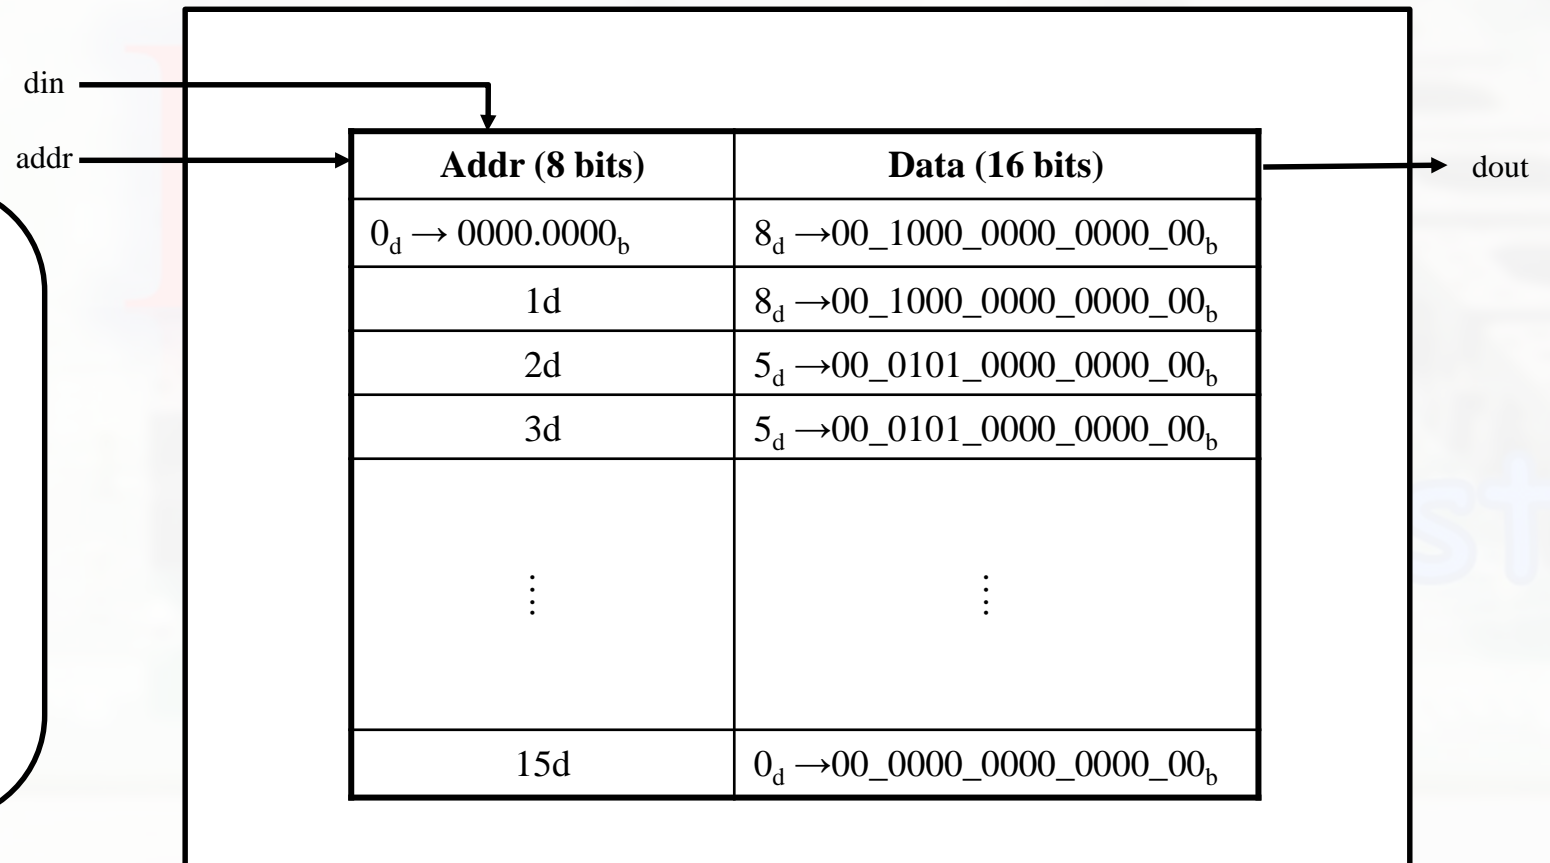 din
addr
Addr (8 bits) Data (16 bits)
dout
0d → 0000.0000b 8d →00_1000_0000_0000_00b
1d 8d →00_1000_0000_0000_00b
2d 5d →00_0101_0000_0000_00b
3d 5d →00_0101_0000_0000_00b
⋮ ⋮
15d 0d →00_0000_0000_0000_00b
st